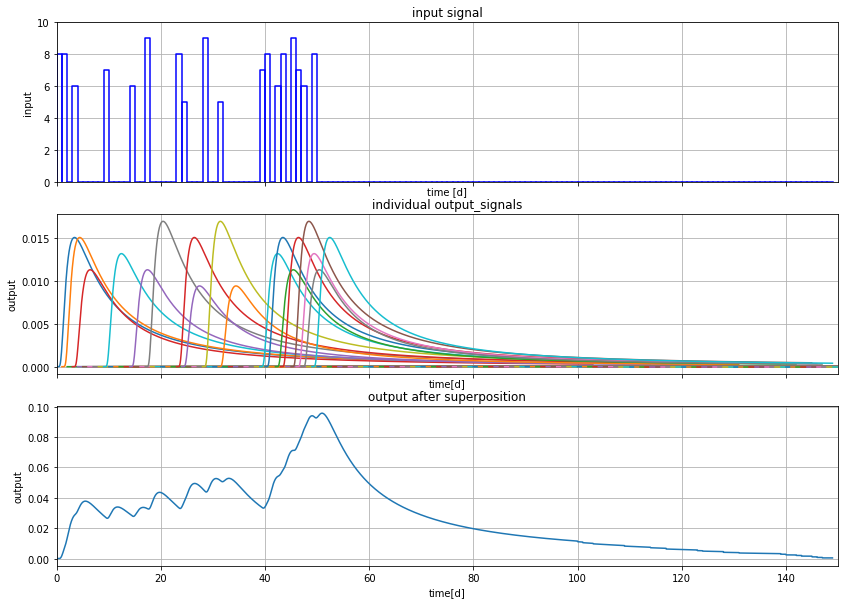 input signal
10
8
6
4
2
0
input
time [d]
individual output_signals
0.015
0.010
0.005
0.000
output
time[d]
output after superposition
0.10
0.08
0.06
0.04
0.02
0.00
output
0 20 40 60 80 100 120 140
time[d]